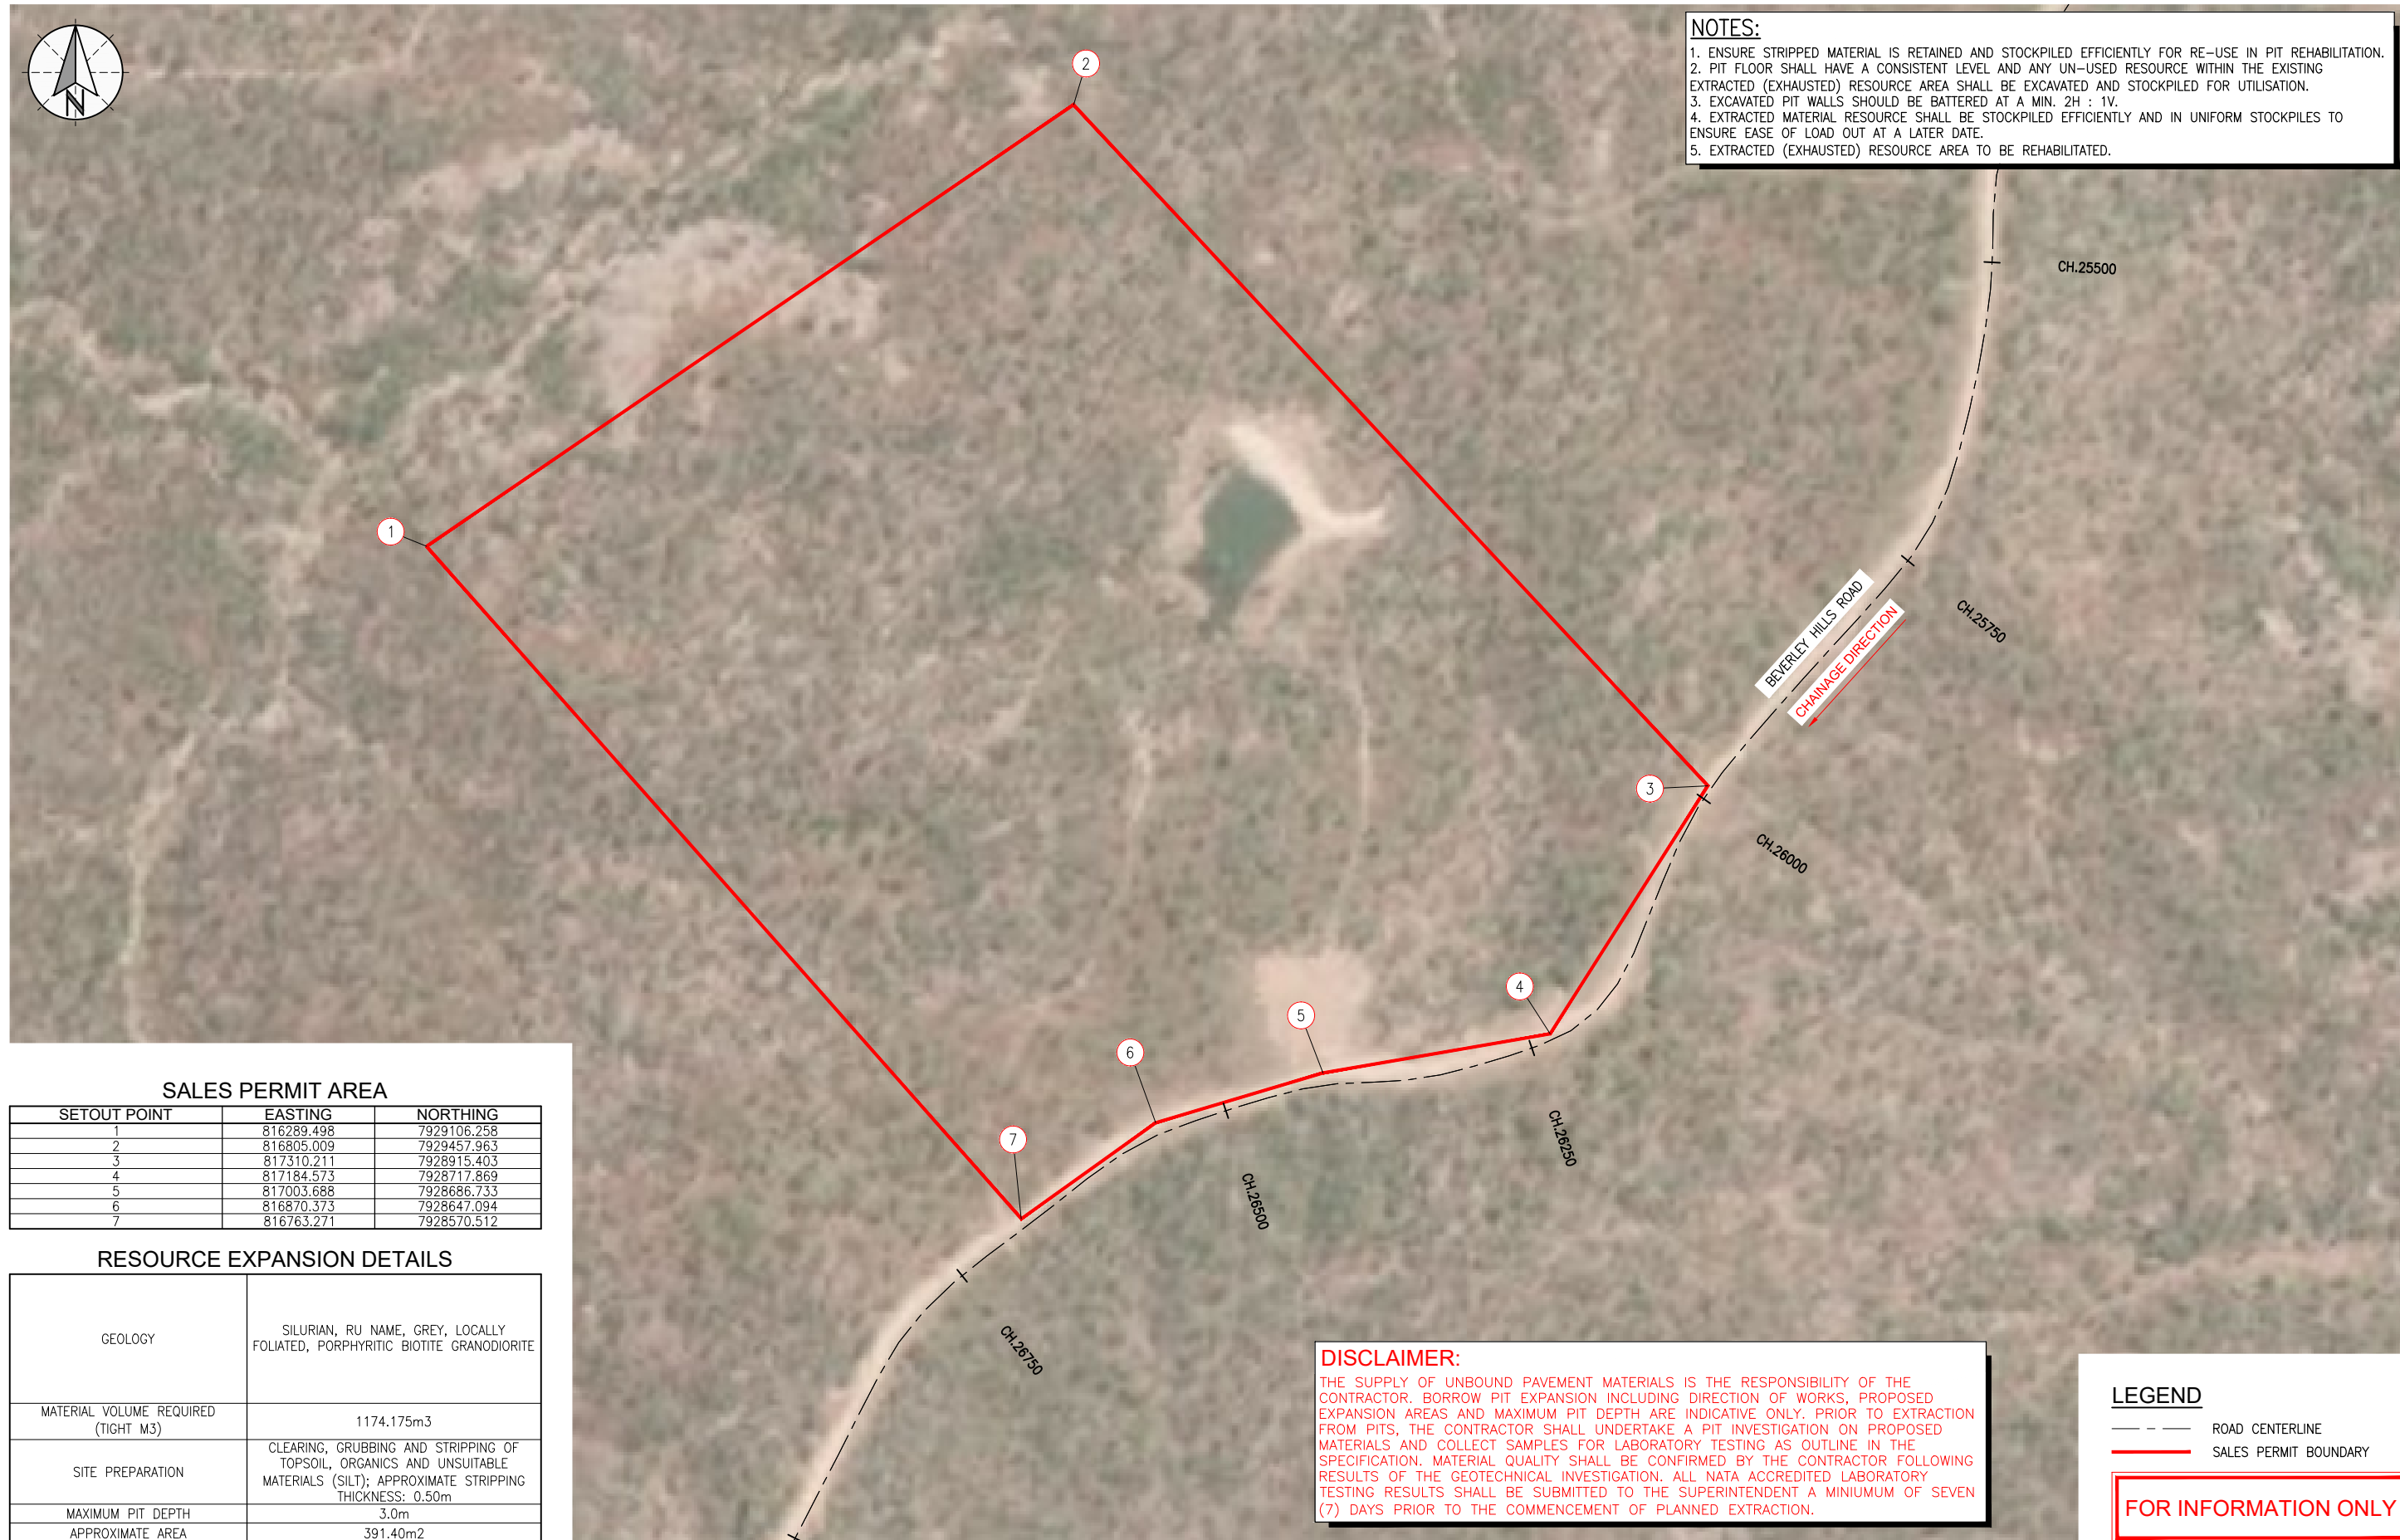 N
NOTES:
1. ENSURE STRIPPED MATERIAL IS RETAINED AND STOCKPILED EFFICIENTLY FOR RE-USE IN PIT REHABILITATION.
2. PIT FLOOR SHALL HAVE A CONSISTENT LEVEL AND ANY UN-USED RESOURCE WITHIN THE EXISTING
EXTRACTED (EXHAUSTED) RESOURCE AREA SHALL BE EXCAVATED AND STOCKPILED FOR UTILISATION.
3. EXCAVATED PIT WALLS SHOULD BE BATTERED AT A MIN. 2H : 1V.
4. EXTRACTED MATERIAL RESOURCE SHALL BE STOCKPILED EFFICIENTLY AND IN UNIFORM STOCKPILES TO
ENSURE EASE OF LOAD OUT AT A LATER DATE.
5. EXTRACTED (EXHAUSTED) RESOURCE AREA TO BE REHABILITATED.
2
CH.25500
1
BEVERLEY HILLS ROAD
CHAINAGE DIRECTION
CH.25750
3
CH.26000
4
5
6
7
CH.26250
CH.26500
CH.26750
SALES PERMIT AREA
SETOUT POINT EASTING NORTHING
1 816289.498 7929106.258
2 816805.009 7929457.963
3 817310.211 7928915.403
4 817184.573 7928717.869
5 817003.688 7928686.733
6 816870.373 7928647.094
7 816763.271 7928570.512
RESOURCE EXPANSION DETAILS
GEOLOGY
SILURIAN, RU NAME, GREY, LOCALLY
FOLIATED, PORPHYRITIC BIOTITE GRANODIORITE
MATERIAL VOLUME REQUIRED
(TIGHT M3)
1174.175m3
SITE PREPARATION
CLEARING, GRUBBING AND STRIPPING OF
TOPSOIL, ORGANICS AND UNSUITABLE
MATERIALS (SILT); APPROXIMATE STRIPPING
THICKNESS: 0.50m
MAXIMUM PIT DEPTH 3.0m
APPROXIMATE AREA 391.40m2
DISCLAIMER:
THE SUPPLY OF UNBOUND PAVEMENT MATERIALS IS THE RESPONSIBILITY OF THE
CONTRACTOR. BORROW PIT EXPANSION INCLUDING DIRECTION OF WORKS, PROPOSED
EXPANSION AREAS AND MAXIMUM PIT DEPTH ARE INDICATIVE ONLY. PRIOR TO EXTRACTION
FROM PITS, THE CONTRACTOR SHALL UNDERTAKE A PIT INVESTIGATION ON PROPOSED
MATERIALS AND COLLECT SAMPLES FOR LABORATORY TESTING AS OUTLINE IN THE
SPECIFICATION. MATERIAL QUALITY SHALL BE CONFIRMED BY THE CONTRACTOR FOLLOWING
RESULTS OF THE GEOTECHNICAL INVESTIGATION. ALL NATA ACCREDITED LABORATORY
TESTING RESULTS SHALL BE SUBMITTED TO THE SUPERINTENDENT A MINIUMUM OF SEVEN
(7) DAYS PRIOR TO THE COMMENCEMENT OF PLANNED EXTRACTION.
LEGEND
ROAD CENTERLINE
SALES PERMIT BOUNDARY
FOR INFORMATION ONLY